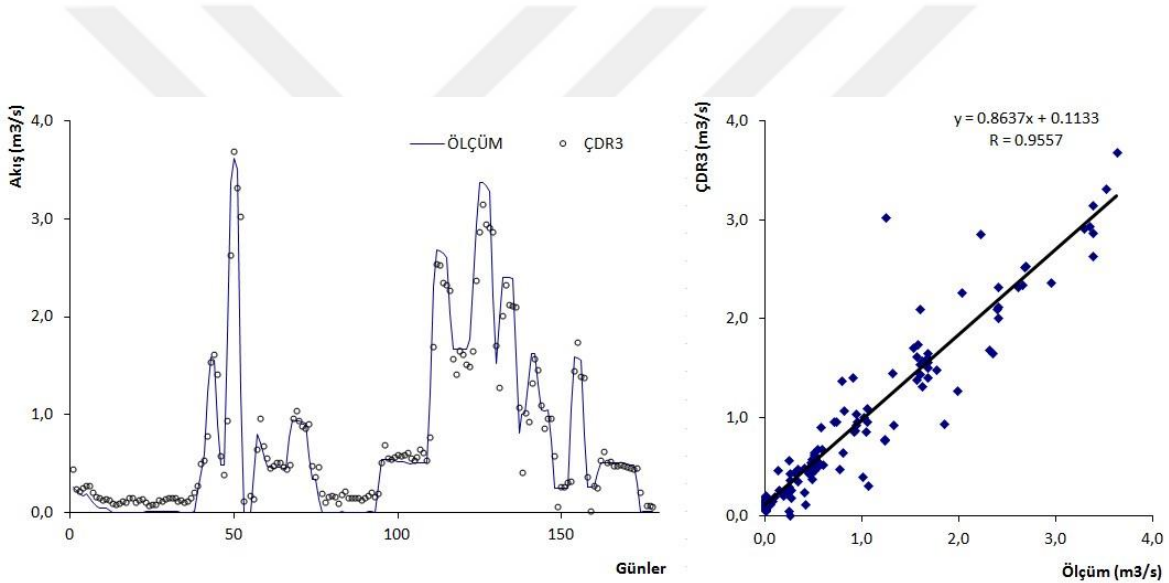 Akış (m3/s)
4,0
3,0
2,0
1,0
0,0
0
50
100
150
Günler
ÖLÇÜM
ÇDR3
ÇDR3 (m3/s)
4,0
3,0
2,0
1,0
0,0
0,0
1,0
2,0
3,0
4,0
Ölçüm (m3/s)
y = 0.8637x + 0.1133
R = 0.9557